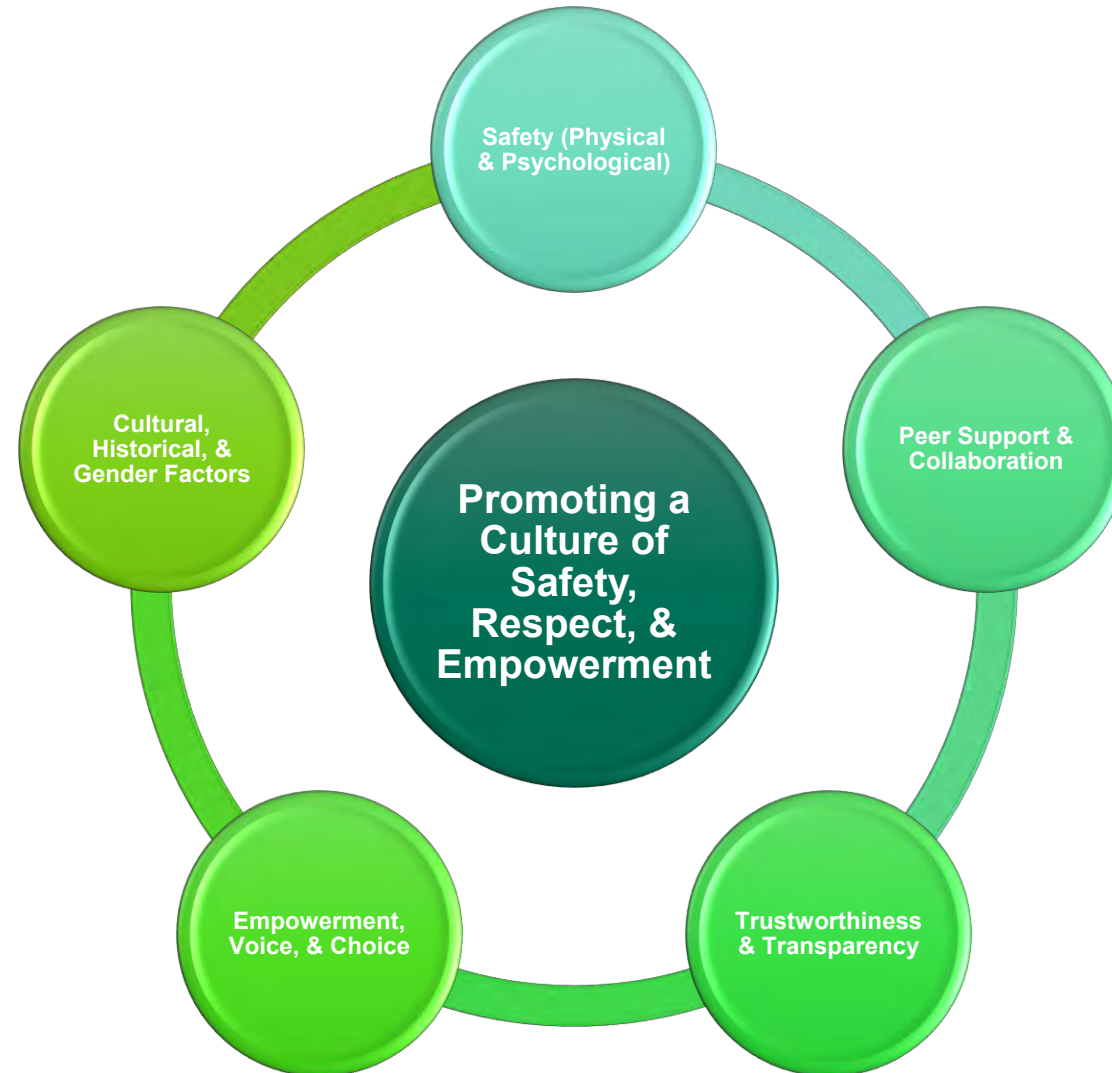 Safety (Physical
& Psychological)
Peer Support &
Collaboration
Trustworthiness
& Transparency
Empowerment,
Voice, & Choice
Cultural,
Historical, &
Gender Factors
Promoting a
Culture of
Safety,
Respect, &
Empowerment